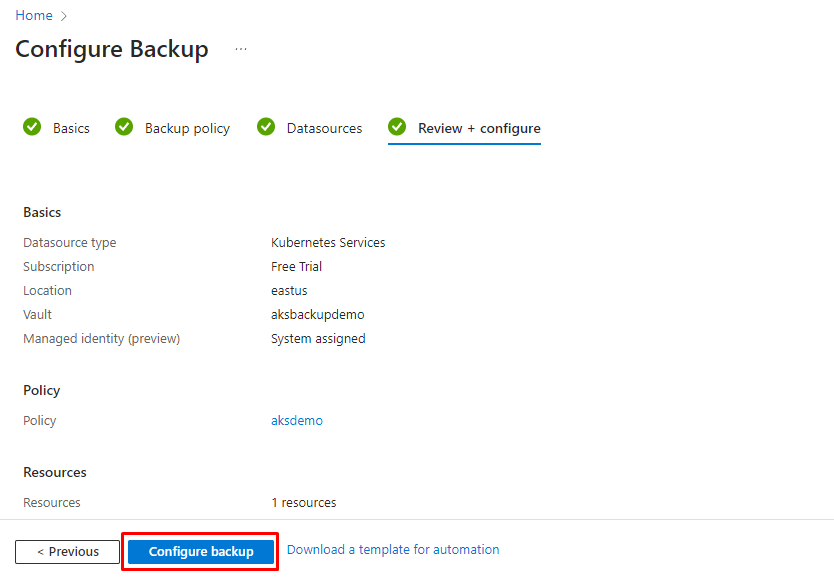 Home >
Configure Backup ...
Basics Backup policy Datasources Review + configure
Basics
Datasource type Kubernetes Services
Subscription Free Trial
Location eastus
Vault aksbackupdemo
Managed identity (preview) System assigned
Policy
Policy aksdemo
Resources
Resources 1 resources
< Previous Configure backup Download a template for automation